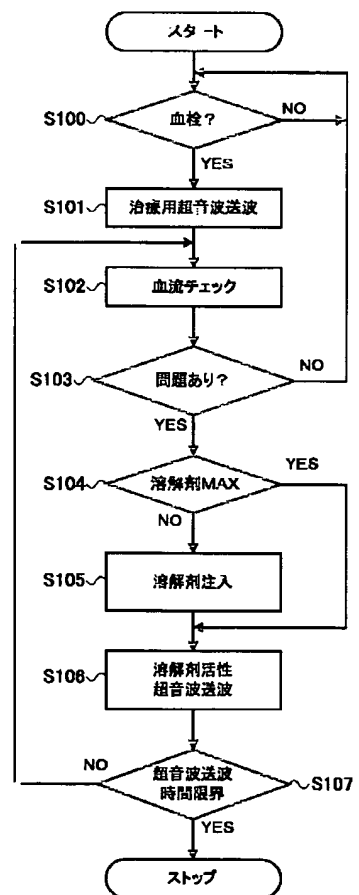 スタート
S100
血栓？
NO
YES
S101
治療用超音波送波
S102
血流チェック
S103
問題あり？
NO
YES
S104
溶解剤MAX
YES
NO
S105
溶解剤注入
S106
溶解剤活性
超音波送波
NO
超音波送波
時間限界
S107
YES
ストップ